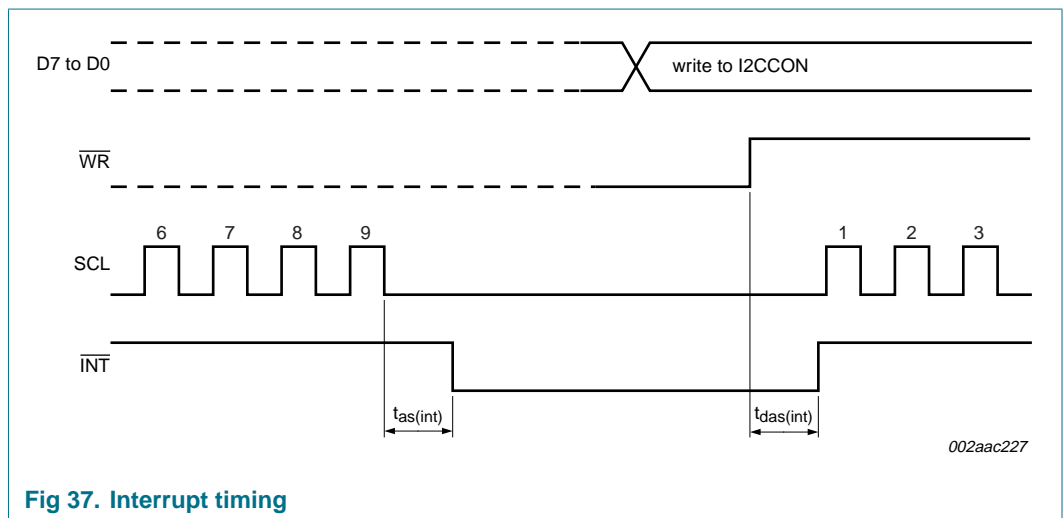 D7 to D0
write to I2CCON
WR
6 7 8 9 1 2 3
SCL
INT
tas(int) tdas(int)
002aac227
Fig 37. Interrupt timing